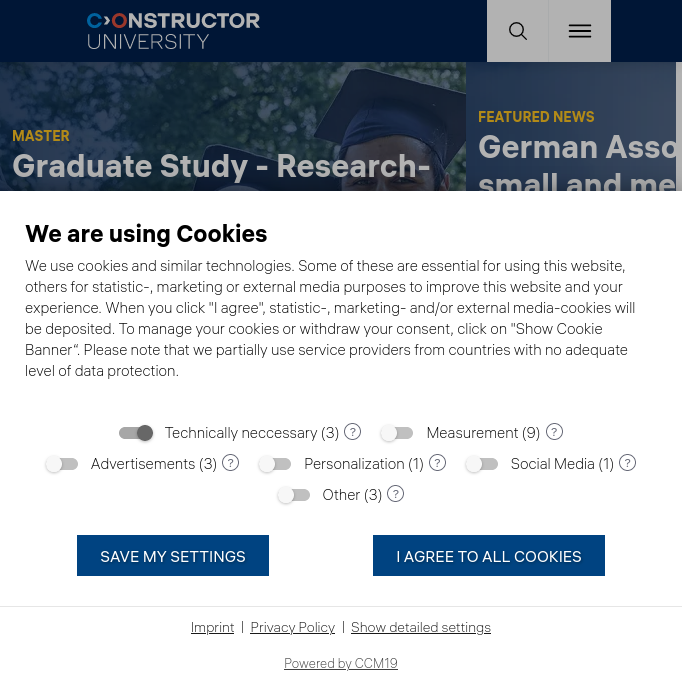 CONSTRUCTOR
UNIVERSITY
MASTER
Graduate Study - Research-
FEATURED NEWS
German Asso
small and me
We are using Cookies
We use cookies and similar technologies. Some of these are essential for using this website,
others for statistic-, marketing or external media purposes to improve this website and your
experience. When you click "I agree", statistic-, marketing- and/or external media-cookies will
be deposited. To manage your cookies or withdraw your consent, click on "Show Cookie
Banner“. Please note that we partially use service providers from countries with no adequate
level of data protection.
Technically neccessary (3) ? Measurement (9) ?
Advertisements (3) ? Personalization (1) ? Social Media (1) ?
Other (3) ?
SAVE MY SETTINGS I AGREE TO ALL COOKIES
Imprint | Privacy Policy | Show detailed settings
Powered by CCM19